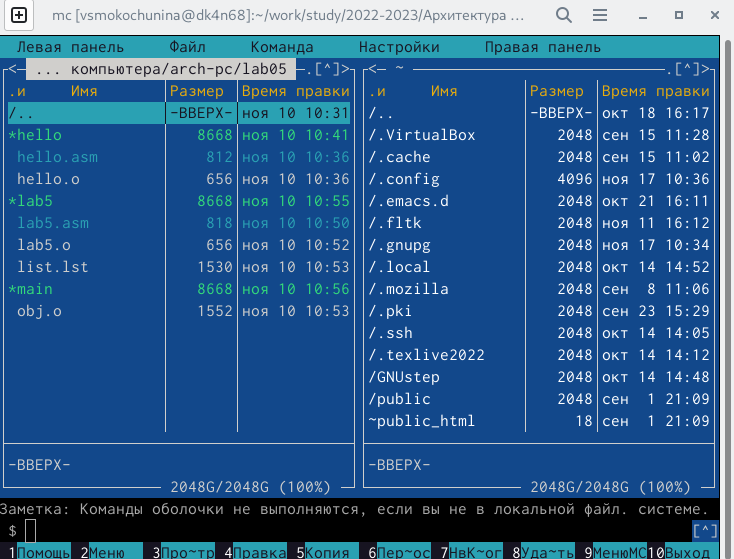 mc [vsmokochunina@dk4n68]:~/work/study/2022-2023/Архитектура ...
Левая панель Файл Команда Настройки Правая панель
<— ... компьютера/arch-pc/lab05 —.[^]> <— ~ —.[^]>
.и Имя Размер Время правки .и Имя Размер Время правки
/.. -ВВЕРХ- ноя 10 10:31 /.. -ВВЕРХ- окт 18 16:17
*hello 8668 ноя 10 10:41 /.VirtualBox 2048 сен 15 11:28
hello.asm 812 ноя 10 10:36 /.cache 2048 сен 15 11:02
hello.o 656 ноя 10 10:36 /.config 4096 ноя 17 10:36
*lab5 8668 ноя 10 10:55 /.emacs.d 2048 окт 21 16:11
lab5.asm 818 ноя 10 10:50 /.fltk 2048 ноя 11 16:12
lab5.o 656 ноя 10 10:52 /.gnupg 2048 ноя 17 10:34
list.lst 1530 ноя 10 10:53 /.local 2048 окт 14 14:52
*main 8668 ноя 10 10:56 /.mozilla 2048 сен 8 11:06
obj.o 1552 ноя 10 10:53 /.pki 2048 сен 23 15:29
/.ssh 2048 окт 14 14:05
/.texlive2022 2048 окт 14 14:12
/GNUstep 2048 окт 14 14:48
/public 2048 сен 1 21:09
~public_html 18 сен 1 21:09
-ВВЕРХ- -ВВЕРХ-
2048G/2048G (100%) 2048G/2048G (100%)
Заметка: Команды оболочки не выполняются, если вы не в локальной файл. системе.
$ [^]
1Помощь 2Меню 3Про~тр 4Правка 5Копия 6Пер~ос 7НвК~ог 8Уда~ть 9МенюMC 10Выход